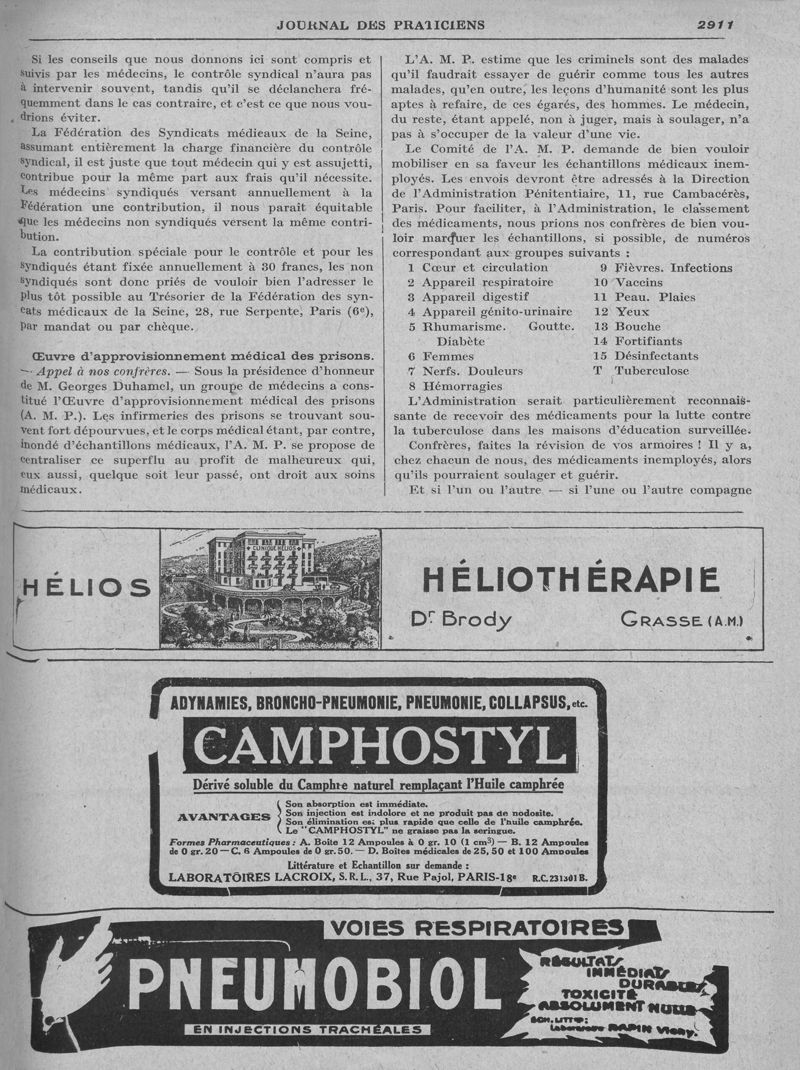 JOURNAL DES PRATICIENS 2911
Si les conseils que nous donnons ici sont compris et
suivis par les médecins, le contrôle syndical n'aura pas
à intervenir souvent, tandis qu'il se déclanchera fré-
quemment dans le cas contraire, et c'est ce que nous vou-
drions éviter.
La Fédération des Syndicats médicaux de la Seine,
assumant entièrement la charge financière du contrôle
syndical, il est juste que tout médecin qui y est assujetti,
contribue pour la même part aux frais qu'il nécessite.
Les médecins syndiqués versant annuellement à la
Fédération une contribution, il nous paraît équitable
que les médecins non syndiqués versent la même contri-
bution.
La contribution spéciale pour le contrôle et pour les
syndiqués étant fixée annuellement à 30 francs, les non
syndiqués sont donc priés de vouloir bien l'adresser le
plus tôt possible au Trésorier de la Fédération des syn-
cats médicaux de la Seine, 28, rue Serpente, Paris (6e),
par mandat ou par chèque.
Œuvre d'approvisionnement médical des prisons.
— Appel à nos confrères. — Sous la présidence d'honneur
de M. Georges Duhamel, un groupe de médecins a cons-
titué l'Œuvre d'approvisionnement médical des prisons
(A. M. P.). Les infirmeries des prisons se trouvant sou-
vent fort dépourvues, et le corps médical étant, par contre,
inondé d'échantillons médicaux, l'A. M. P. se propose de
centraliser ce superflu au profit de malheureux qui,
eux aussi, quelque soit leur passé, ont droit aux soins
médicaux.
L'A. M. P. estime que les criminels sont des malades
qu'il faudrait essayer de guérir comme tous les autres
malades, qu'en outre, les leçons d'humanité sont les plus
aptes à refaire, de ces égarés, des hommes. Le médecin,
du reste, étant appelé, non à juger, mais à soulager, n'a
pas à s'occuper de la valeur d'une vie.
Le Comité de l'A. M. P. demande de bien vouloir
mobiliser en sa faveur les échantillons médicaux inem-
ployés. Les envois devront être adressés à la Direction
de l'Administration Pénitentiaire, 11, rue Cambacérès,
Paris. Pour faciliter, à l'Administration, le classement
des médicaments, nous prions nos confrères de bien vou-
loir marquer les échantillons, si possible, de numéros
correspondant aux groupes suivants :
1 Cœur et circulation
2 Appareil respiratoire
3 Appareil digestif
4 Appareil génito-urinaire
5 Rhumarisme. Goutte.
Diabète
6 Femmes
7 Nerfs. Douleurs
8 Hémorragies
9 Fièvres. Infections
10 Vaccins
11 Peau. Plaies
12 Yeux
13 Bouche
14 Fortifiants
15 Désinfectants
T Tuberculose
L'Administration serait particulièrement reconnais-
sante de recevoir des médicaments pour la lutte contre
la tuberculose dans les maisons d'éducation surveillée.
Confrères, faites la révision de vos armoires ! Il y a,
chez chacun de nous, des médicaments inemployés, alors
qu'ils pourraient soulager et guérir.
Et si l'un ou l'autre — si l'une ou l'autre compagne
HÉLIOS
CLINIQUE HÉLIOS
HÉLIOTHÉRAPIE
Dr Brody GRASSE (A.M.)
ADYNAMIES, BRONCHO-PNEUMONIE, PNEUMONIE, COLLAPSUS, etc.
CAMPHOSTYL
Dérivé soluble du Camphre naturel remplaçant l'Huile camphrée
AVANTAGES
Son absorption est immédiate.
Son injection est indolore et ne produit pas de nodosité.
Son élimination est plus rapide que celle de l'huile camphrée.
Le "CAMPHOSTYL" ne graisse pas la seringue.
Formes Pharmaceutiques : A. Boîte 12 Ampoules à 0 gr. 10 (1 cm3) — B. 12 Ampoules
de 0 gr. 20 — C. 6 Ampoules de 0 gr. 50. — D. Boîtes médicales de 25, 50 et 100 Ampoules
Littérature et Echantillon sur demande :
LABORATOIRES LACROIX, S.R.L., 37, Rue Pajol, PARIS-18e R.C. 231301 B.
VOIES RESPIRATOIRES
PNEUMOBIOL
EN INJECTIONS TRACHÉALES
RÉSULTATS
IMMÉDIATS
DURABLES
TOXICITÉ
ABSOLUMENT NULLE
ECH. LITTRE :
Laboratoire RAPIN Vichy.